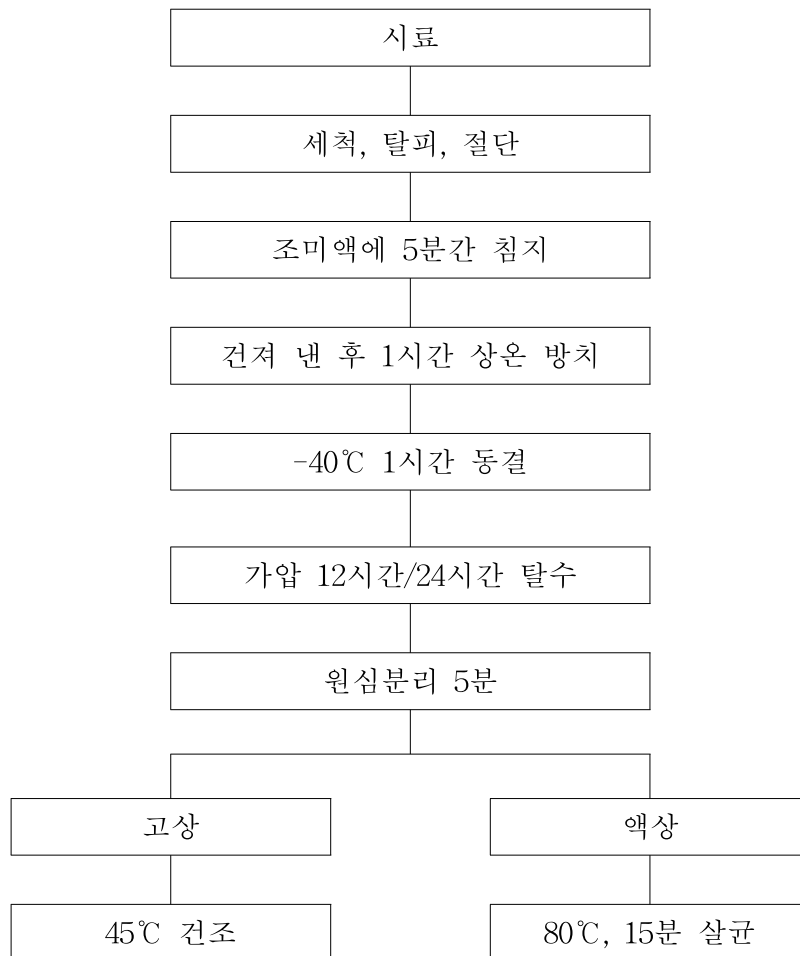 시료
세척, 탈피, 절단
조미액에 5분간 침지
건져 낸 후 1시간 상온 방치
-40℃ 1시간 동결
가압 12시간/24시간 탈수
원심분리 5분
고상
액상
45℃ 건조
80℃, 15분 살균